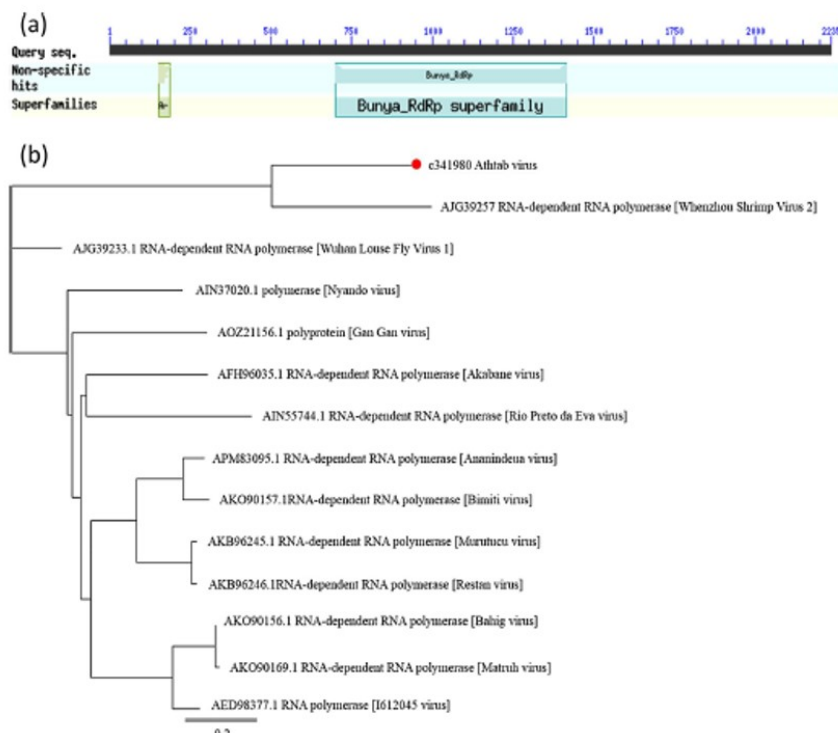 (a)
1 250 500 750 1000 1250 1500 1750 2000
Query seq.
Non-specific
hits
Bunya_RdRp
Superfamilies
Bunya_RdRp superfamily
(b)
c341980 Athtab virus
AJG39257 RNA-dependent RNA polymerase [Whenzhou Shrimp Virus 2]
AJG39233.1 RNA-dependent RNA polymerase [Wuhan Louse Fly Virus 1]
AIN37020.1 polymerase [Nyando virus]
AOZ21156.1 polyprotein [Gan Gan virus]
AFH96035.1 RNA-dependent RNA polymerase [Akabane virus]
AIN55744.1 RNA-dependent RNA polymerase [Rio Preto da Eva virus]
APM83095.1 RNA-dependent RNA polymerase [Ananindeua virus]
AKO90157.1RNA-dependent RNA polymerase [Bimiti virus]
AKB96245.1 RNA-dependent RNA polymerase [Murutucu virus]
AKB96246.1RNA-dependent RNA polymerase [Restan virus]
AKO90156.1 RNA-dependent RNA polymerase [Bahig virus]
AKO90169.1 RNA-dependent RNA polymerase [Matruh virus]
AED98377.1 RNA polymerase [I612045 virus]